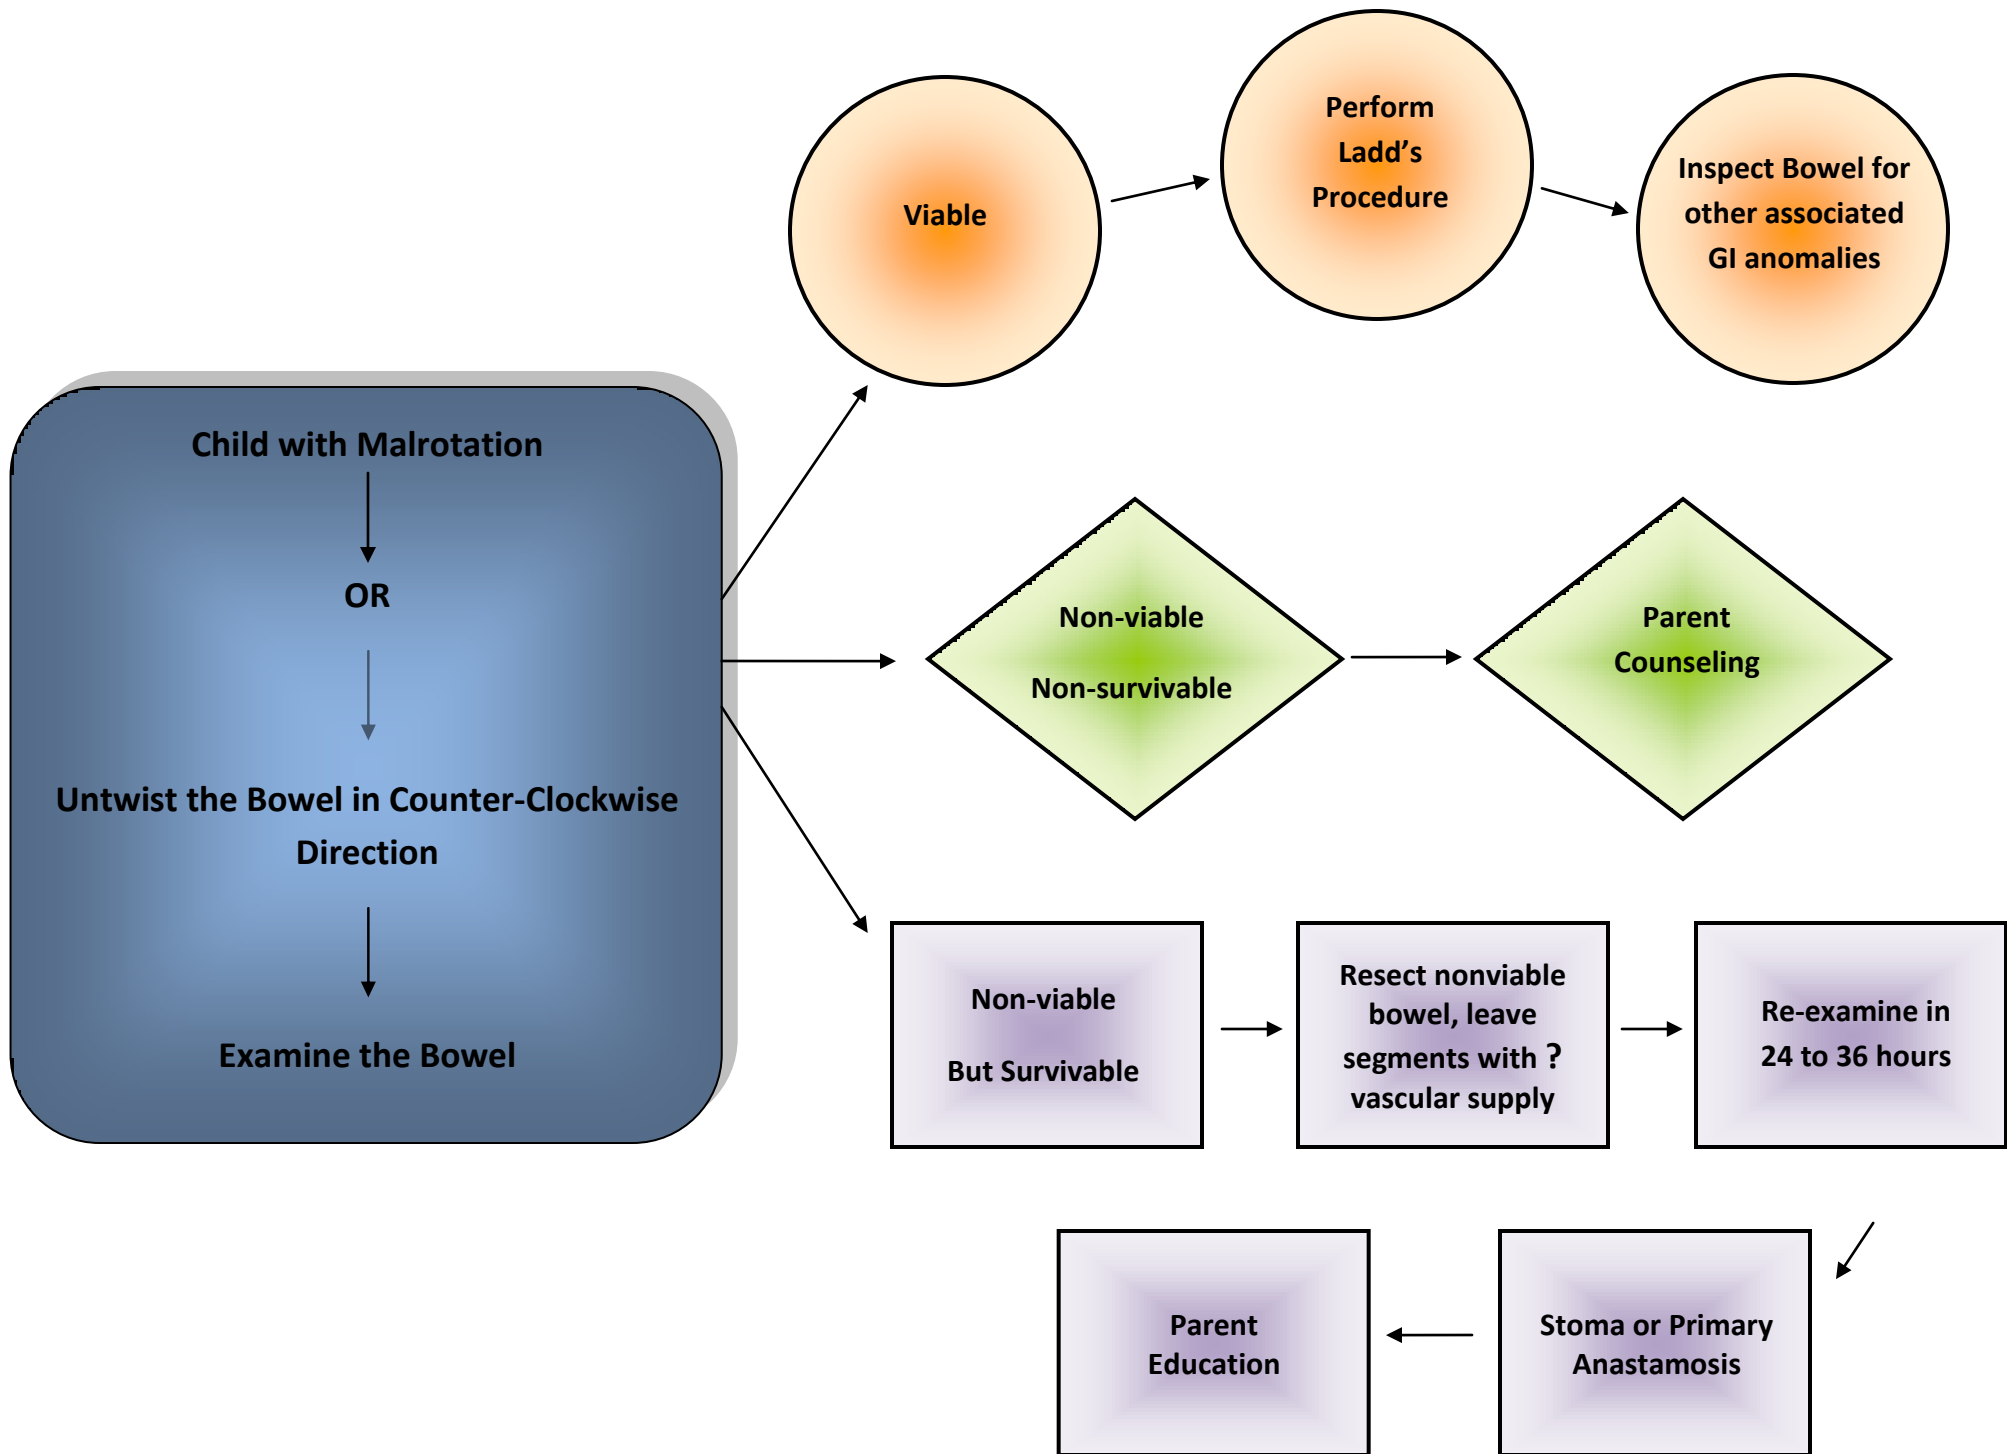 Child with Malrotation
OR
Untwist the Bowel in Counter-Clockwise
Direction
Examine the Bowel
Viable
Perform
Ladd’s
Procedure
Inspect Bowel for
other associated
GI anomalies
Non-viable
Non-survivable
Parent
Counseling
Non-viable
But Survivable
Resect nonviable
bowel, leave
segments with ?
vascular supply
Re-examine in
24 to 36 hours
Stoma or Primary
Anastamosis
Parent
Education